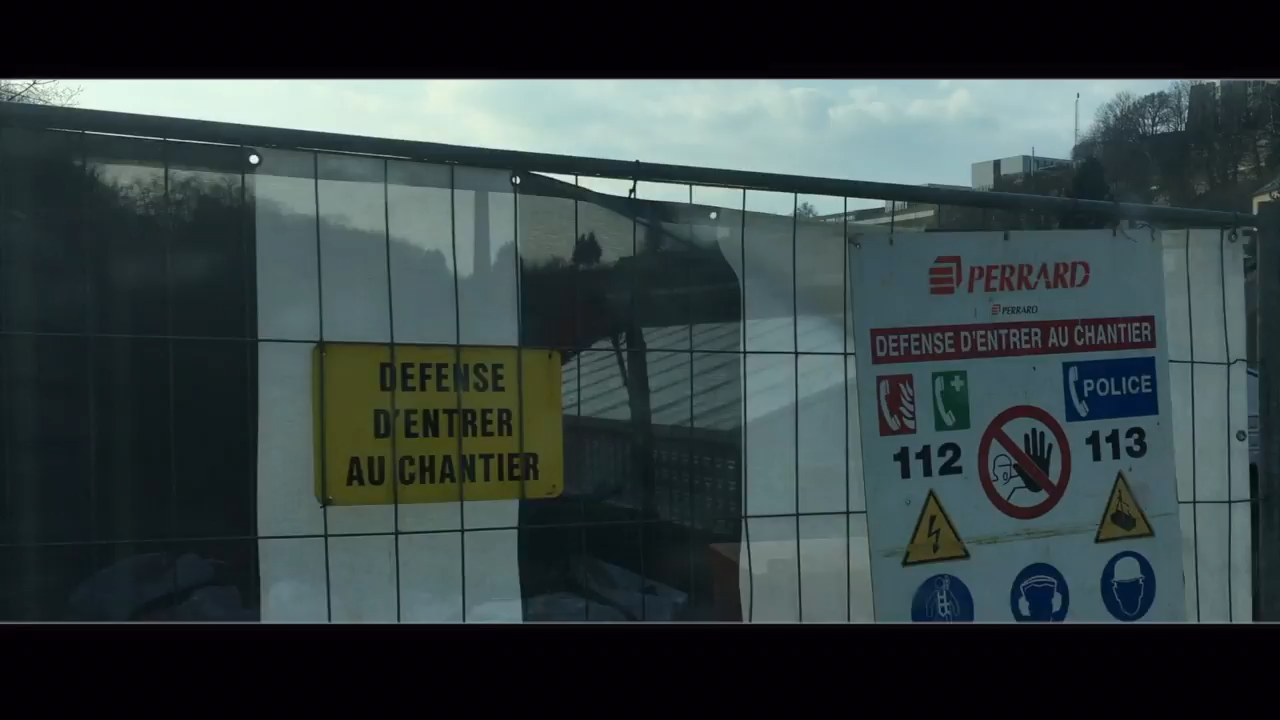 DEFENSE
D'ENTRER
AU CHANTIER
PERRARD
PERRARD
DEFENSE D'ENTRER AU CHANTIER
POLICE
112
113